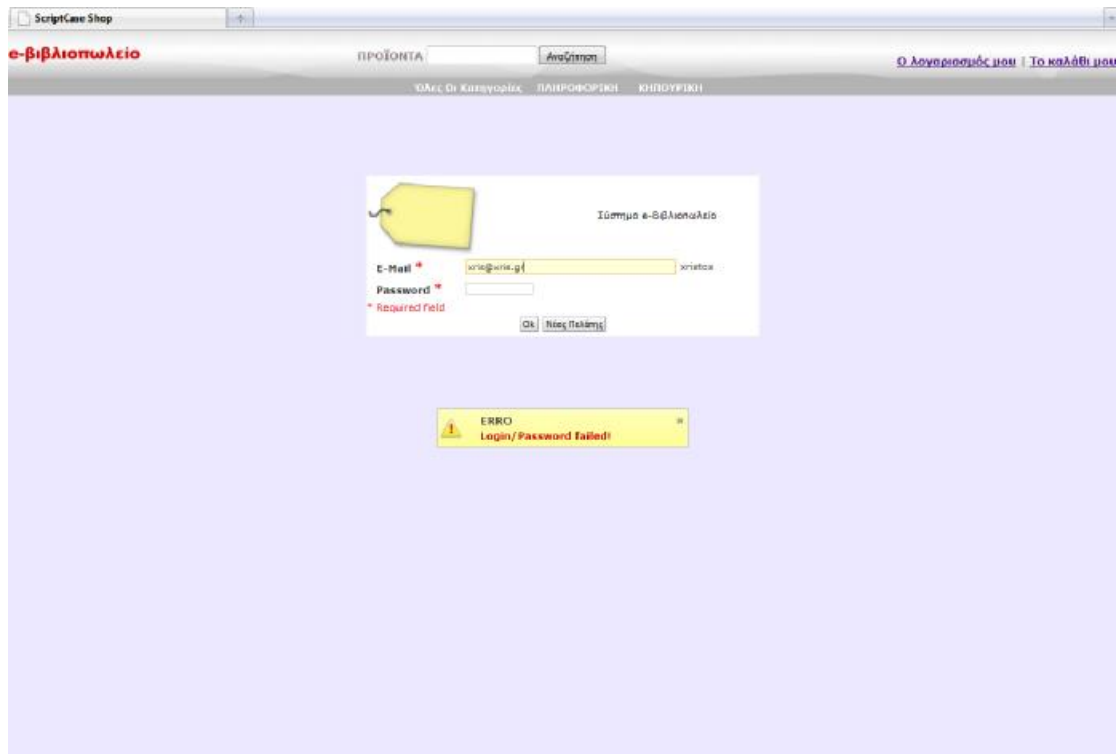 ScriptCase Shop
e-βιβλιοπωλείο
ΠΡΟΪΟΝΤΑ Αναζήτηση
Ο λογαριασμός μου | Το καλάθι μου
Όλες Οι Κατηγορίες ΠΛΗΡΟΦΟΡΙΚΗ ΚΗΠΟΥΡΙΚΗ
Σύστημα e-Βιβλιοπωλείο
E-Mail * xris@xris.gr xristos
Password *
* Required field
Ok Νέος Πελάτης
ERRO
Login/Password failed!